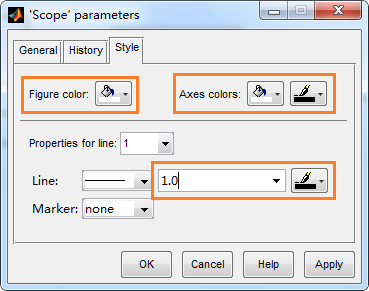 'Scope' parameters
General History Style
Figure color: Axes colors:
Properties for line: 1
Line: 1.0
Marker: none
OK Cancel Help Apply